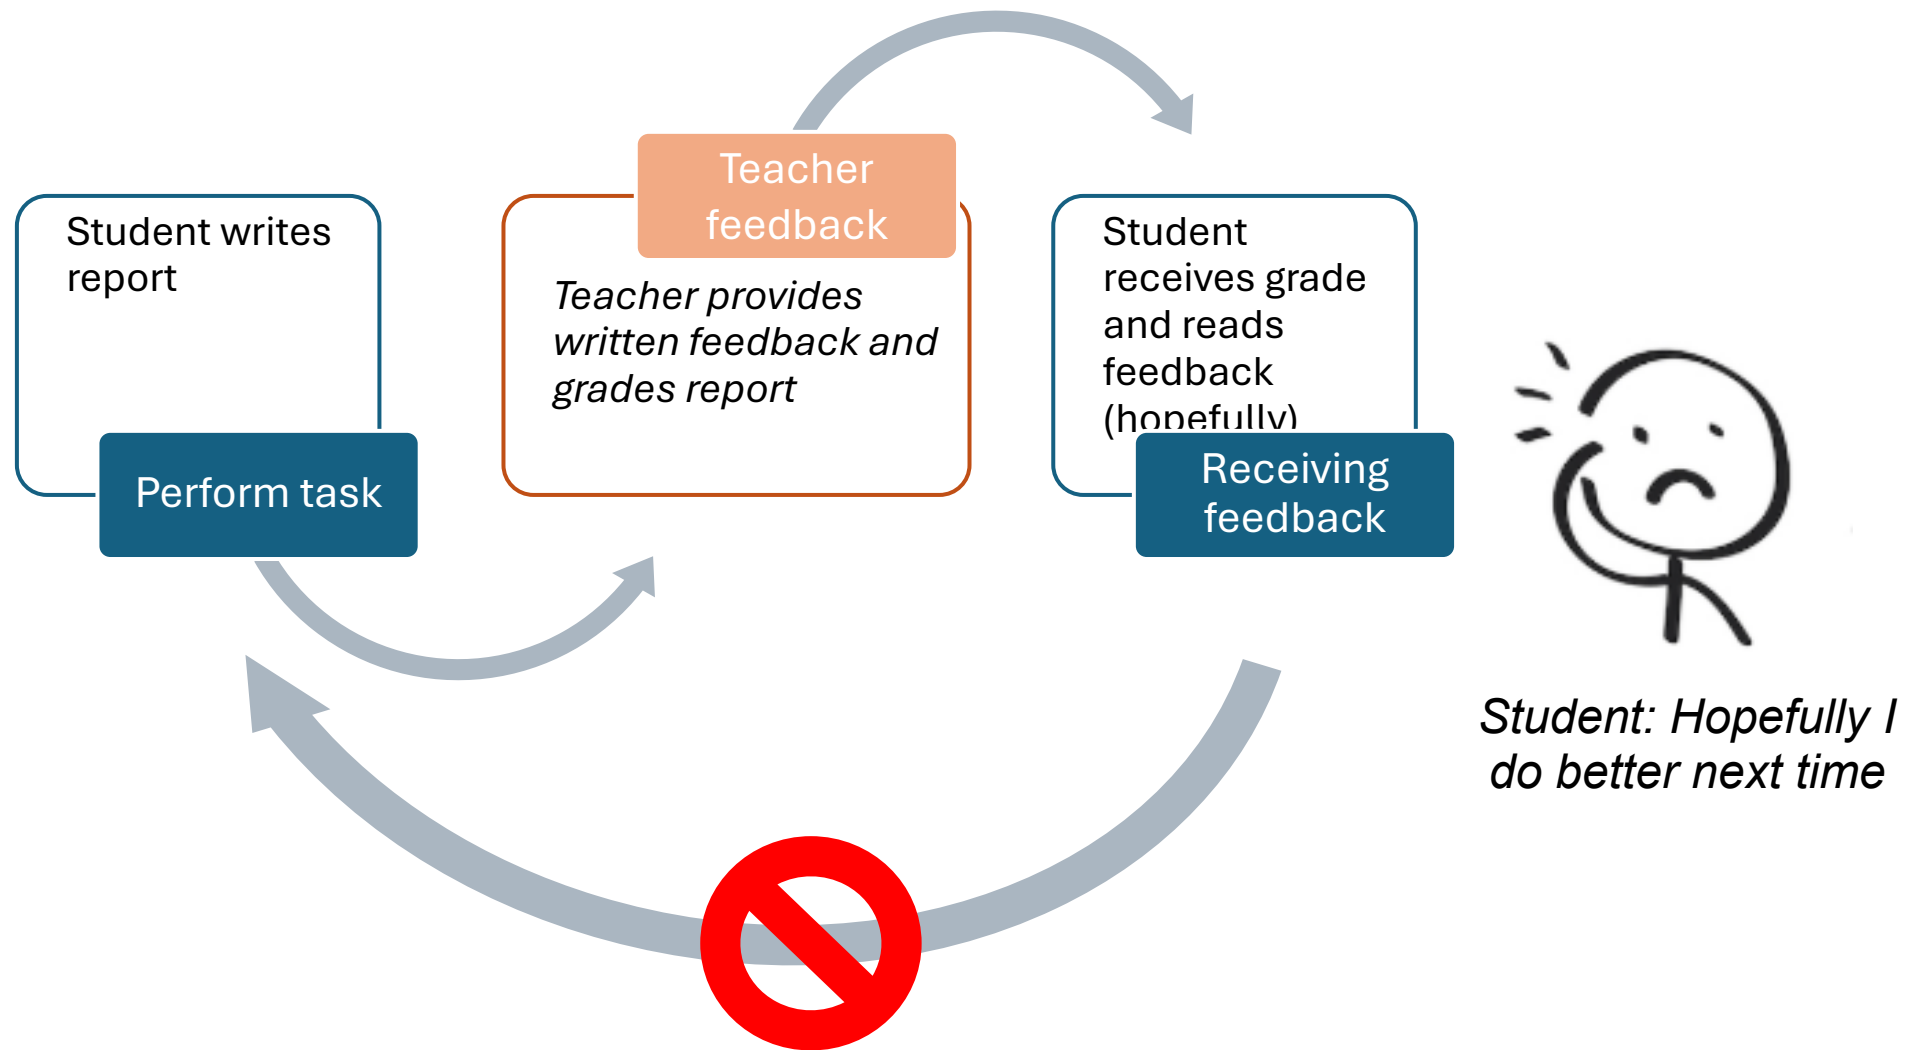 Student writes
report
Perform task
Teacher
feedback
Teacher provides
written feedback and
grades report
Student
receives grade
and reads
feedback
(hopefully)
Receiving
feedback
Student: Hopefully I
do better next time